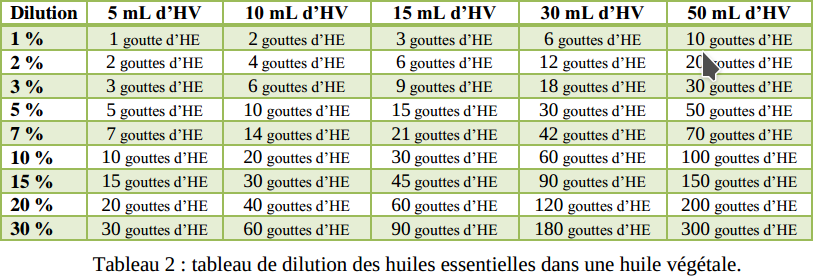 Dilution 5 mL d’HV 10 mL d’HV 15 mL d’HV 30 mL d’HV 50 mL d’HV
1 % 1 goutte d’HE 2 gouttes d’HE 3 gouttes d’HE 6 gouttes d’HE 10 gouttes d’HE
2 % 2 gouttes d’HE 4 gouttes d’HE 6 gouttes d’HE 12 gouttes d’HE 20 gouttes d’HE
3 % 3 gouttes d’HE 6 gouttes d’HE 9 gouttes d’HE 18 gouttes d’HE 30 gouttes d’HE
5 % 5 gouttes d’HE 10 gouttes d’HE 15 gouttes d’HE 30 gouttes d’HE 50 gouttes d’HE
7 % 7 gouttes d’HE 14 gouttes d’HE 21 gouttes d’HE 42 gouttes d’HE 70 gouttes d’HE
10 % 10 gouttes d’HE 20 gouttes d’HE 30 gouttes d’HE 60 gouttes d’HE 100 gouttes d’HE
15 % 15 gouttes d’HE 30 gouttes d’HE 45 gouttes d’HE 90 gouttes d’HE 150 gouttes d’HE
20 % 20 gouttes d’HE 40 gouttes d’HE 60 gouttes d’HE 120 gouttes d’HE 200 gouttes d’HE
30 % 30 gouttes d’HE 60 gouttes d’HE 90 gouttes d’HE 180 gouttes d’HE 300 gouttes d’HE
Tableau 2 : tableau de dilution des huiles essentielles dans une huile végétale.